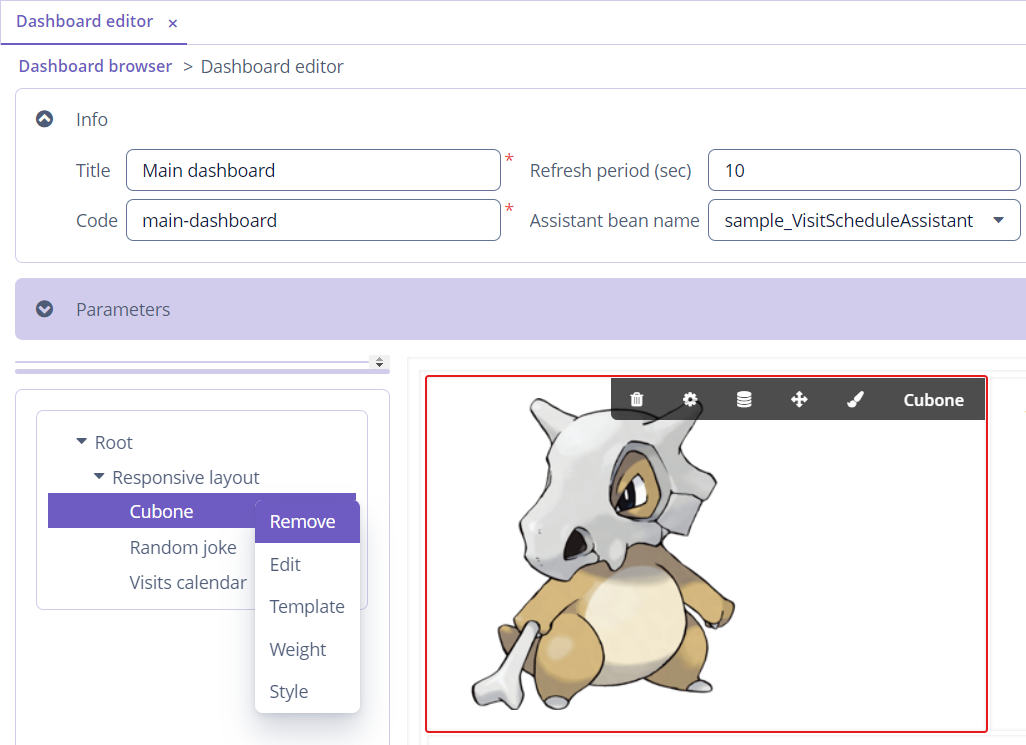 Dashboard editor ×
Dashboard browser > Dashboard editor
Info
Title Main dashboard * Refresh period (sec) 10
Code main-dashboard * Assistant bean name sample_VisitScheduleAssistant
Parameters
Cubone
Root
Responsive layout
Cubone
Remove
Random joke
Edit
Visits calendar
Template
Weight
Style